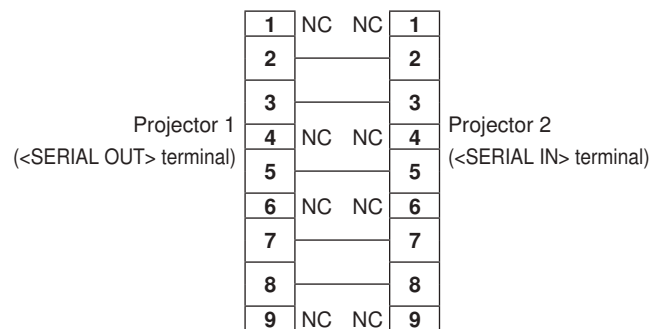 1 NC NC 1
2 2
3 3
Projector 1
(<SERIAL OUT> terminal)
4 NC NC 4
Projector 2
(<SERIAL IN> terminal)
5 5
6 NC NC 6
7 7
8 8
9 NC NC 9